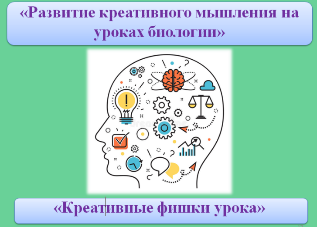 «Развитие креативного мышления на
уроках биологии»
«Креативные фишки урока»